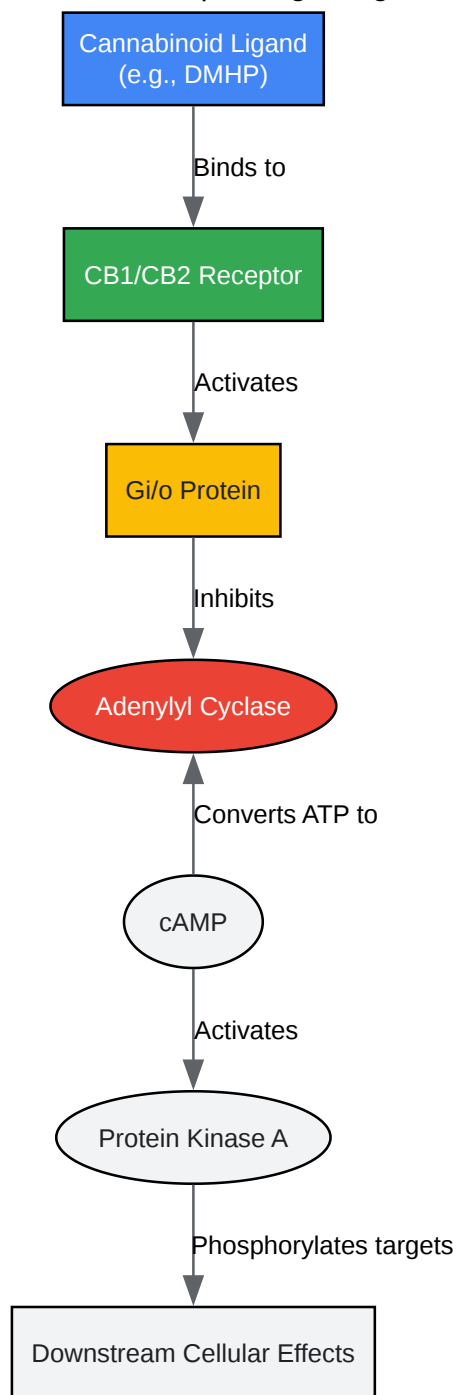 Cannabinoid Ligand
(e.g., DMHP)
Binds to
CB1/CB2 Receptor
Activates
Gi/o Protein
Inhibits
Adenylyl Cyclase
Converts ATP to
cAMP
Activates
Protein Kinase A
Phosphorylates targets
Downstream Cellular Effects